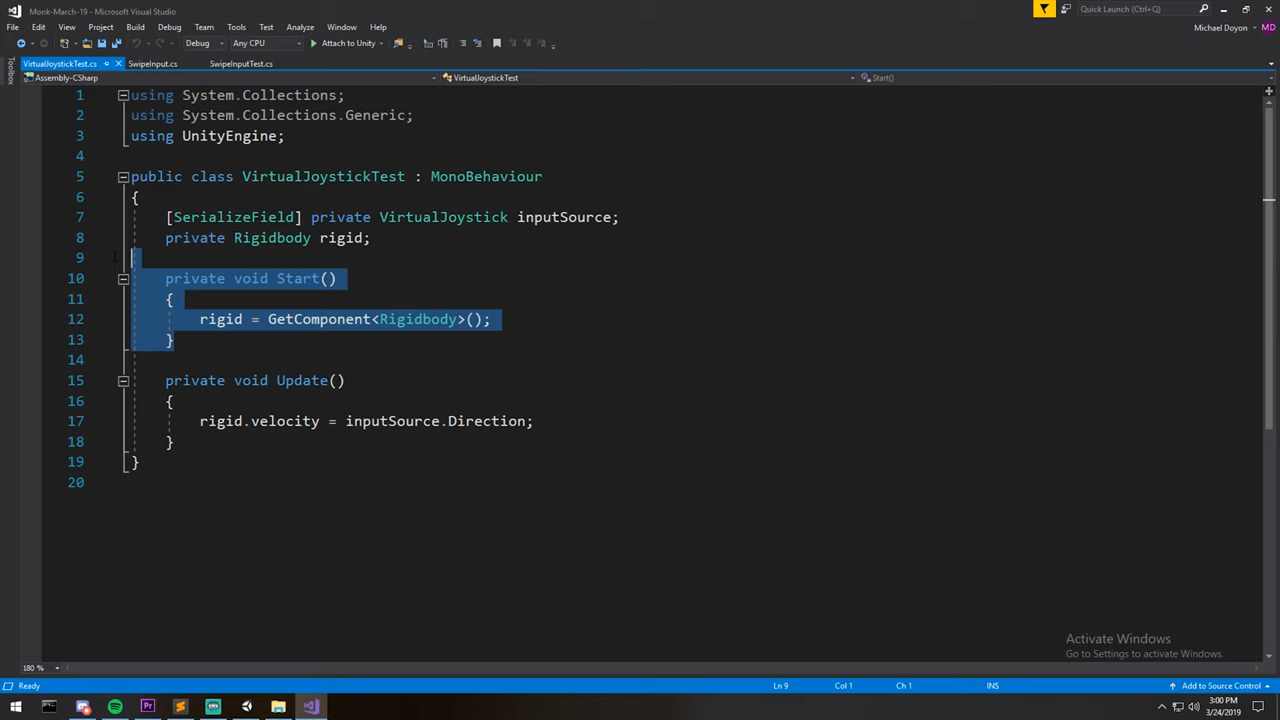 Monk-March-19 - Microsoft Visual Studio
Quick Launch (Ctrl+Q)
File Edit View Project Build Debug Team Tools Test Analyze Window Help
Michael Doyon MD
Debug Any CPU Attach to Unity
VirtualJoystickTest.cs SwipeInput.cs SwipeInputTest.cs
Toolbox
Assembly-CSharp VirtualJoystickTest Start()
1 using System.Collections;
2 using System.Collections.Generic;
3 using UnityEngine;
4
5 public class VirtualJoystickTest : MonoBehaviour
6 {
7 [SerializeField] private VirtualJoystick inputSource;
8 private Rigidbody rigid;
9
10 private void Start()
11 {
12 rigid = GetComponent<Rigidbody>();
13 }
14
15 private void Update()
16 {
17 rigid.velocity = inputSource.Direction;
18 }
19 }
20
Activate Windows
Go to Settings to activate Windows.
180 %
Ready Ln 9 Col 1 Ch 1 INS Add to Source Control
Pr
3:00 PM
3/24/2019